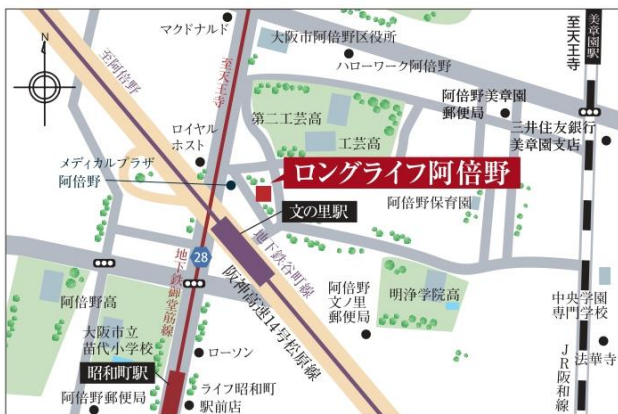 マクドナルド
大阪市阿倍野区役所
ハローワーク阿倍野
美章園駅
至天王寺
N
至阿倍野
至天王寺
阿倍野美章園
郵便局
三井住友銀行
美章園支店
第二工芸高
工芸高
ロイヤル
ホスト
メディカルプラザ
阿倍野
ロングライフ阿倍野
阿倍野保育園
文の里駅
28
地下鉄谷町線
地下鉄御堂筋線
阪神高速14号松原線
阿倍野高
阿倍野
文ノ里
郵便局
明浄学院高
中央学園
専門学校
大阪市立
苗代小学校
ローソン
法華寺
昭和町駅
ライフ昭和町
駅前店
阿倍野郵便局
JR阪和線